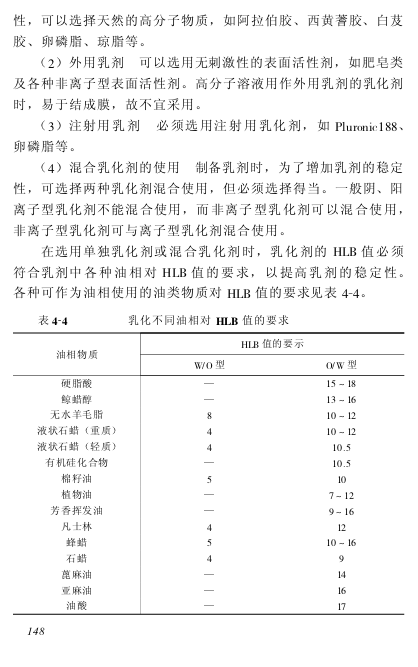 性，可以选择天然的高分子物质，如阿拉伯胶、西黄蓍胶、白芨
胶、卵磷脂、琼脂等。
（2）外用乳剂　可以选用无刺激性的表面活性剂，如肥皂类
及各种非离子型表面活性剂。高分子溶液用作外用乳剂的乳化剂
时，易于结成膜，故不宜采用。
（3）注射用乳剂　必须选用注射用乳化剂，如 Pluronic188、
卵磷脂等。
（4）混合乳化剂的使用　制备乳剂时，为了增加乳剂的稳定
性，可选择两种乳化剂混合使用，但必须选择得当。一般阴、阳
离子型乳化剂不能混合使用，而非离子型乳化剂可以混合使用，
非离子型乳化剂可与离子型乳化剂混合使用。
在选用单独乳化剂或混合乳化剂时，乳化剂的 HLB 值必须
符合乳剂中各种油相对 HLB 值的要求，以提高乳剂的稳定性。
各种可作为油相使用的油类物质对 HLB 值的要求见表 4-4。
表 4-4　乳化不同油相对 HLB 值的要求
油相物质　HLB 值的要示
W/O 型　O/W 型
硬脂酸　—　15～18
鲸蜡醇　—　13～16
无水羊毛脂　8　10～12
液状石蜡（重质）　4　10～12
液状石蜡（轻质）　4　10.5
有机硅化合物　—　10.5
棉籽油　5　10
植物油　—　7～12
芳香挥发油　—　9～16
凡士林　4　12
蜂蜡　5　10～16
石蜡　4　9
蓖麻油　—　14
亚麻油　—　16
油酸　—　17
148